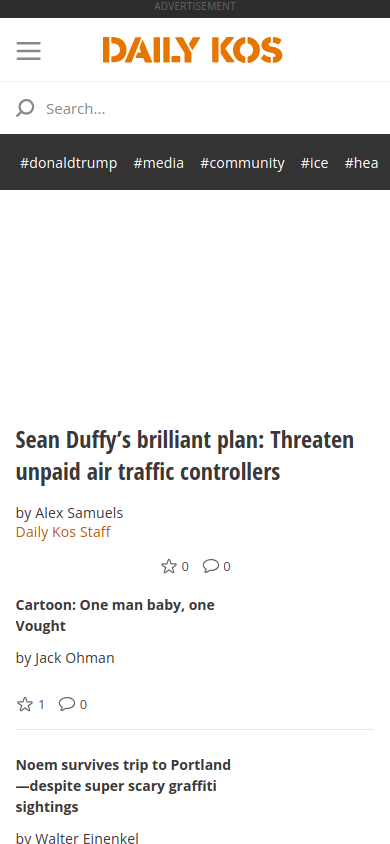 ADVERTISEMENT
DAILY KOS
Search...
#donaldtrump #media #community #ice #hea
Sean Duffy’s brilliant plan: Threaten
unpaid air traffic controllers
by Alex Samuels
Daily Kos Staff
0 0
Cartoon: One man baby, one
Vought
by Jack Ohman
1 0
Noem survives trip to Portland
—despite super scary graffiti
sightings
by Walter Einenkel